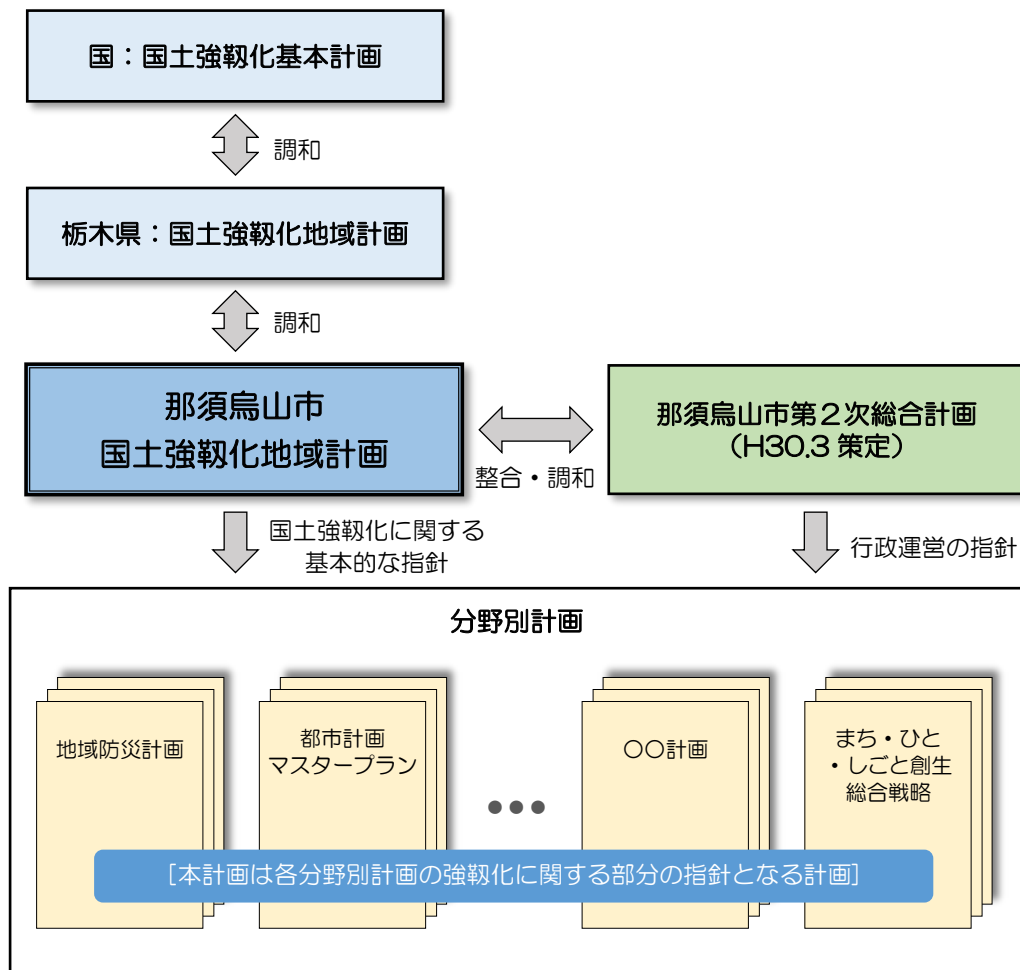 国：国土強靱化基本計画
調和
栃木県：国土強靱化地域計画
調和
那須烏山市
国土強靱化地域計画
整合・調和
那須烏山市第２次総合計画
（H30.3 策定）
国土強靱化に関する
基本的な指針
行政運営の指針
分野別計画
地域防災計画
都市計画
マスタープラン
●●●
〇〇計画
まち・ひと
・しごと創生
総合戦略
［本計画は各分野別計画の強靱化に関する部分の指針となる計画］